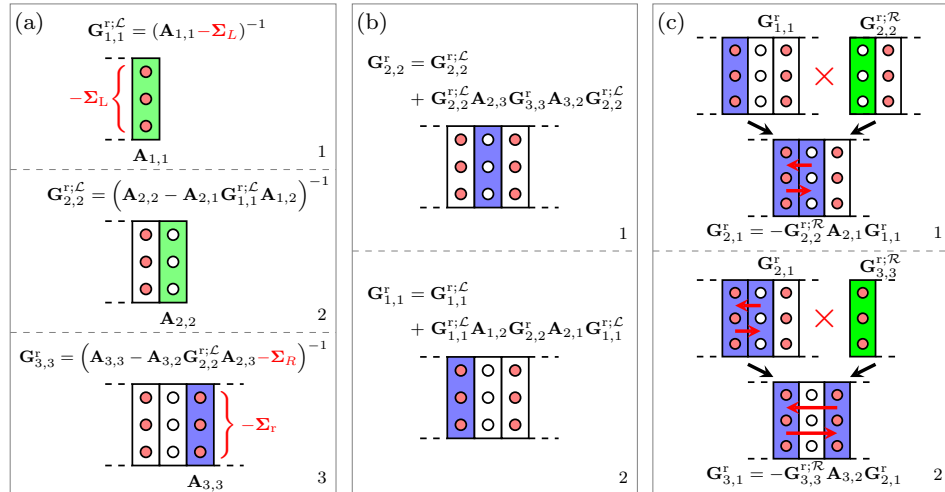 (a)
𝐆^{r;ℒ}_{1,1} = (𝐀_{1,1}−𝚺_L)^{−1}
−𝚺_L
𝐀_{1,1}
1
𝐆^{r;ℒ}_{2,2} = (𝐀_{2,2} − 𝐀_{2,1}𝐆^{r;ℒ}_{1,1}𝐀_{1,2})^{−1}
𝐀_{2,2}
2
𝐆^r_{3,3} = (𝐀_{3,3} − 𝐀_{3,2}𝐆^{r;ℒ}_{2,2}𝐀_{2,3}−𝚺_R)^{−1}
−𝚺_r
𝐀_{3,3}
3
(b)
𝐆^r_{2,2} = 𝐆^{r;ℒ}_{2,2}
+ 𝐆^{r;ℒ}_{2,2}𝐀_{2,3}𝐆^r_{3,3}𝐀_{3,2}𝐆^{r;ℒ}_{2,2}
1
𝐆^r_{1,1} = 𝐆^{r;ℒ}_{1,1}
+ 𝐆^{r;ℒ}_{1,1}𝐀_{1,2}𝐆^r_{2,2}𝐀_{2,1}𝐆^{r;ℒ}_{1,1}
2
(c)
𝐆^r_{1,1} 𝐆^{r;ℛ}_{2,2}
×
𝐆^r_{2,1} = −𝐆^{r;ℛ}_{2,2}𝐀_{2,1}𝐆^r_{1,1}
1
𝐆^r_{2,1} 𝐆^{r;ℛ}_{3,3}
×
𝐆^r_{3,1} = −𝐆^{r;ℛ}_{3,3}𝐀_{3,2}𝐆^r_{2,1}
2